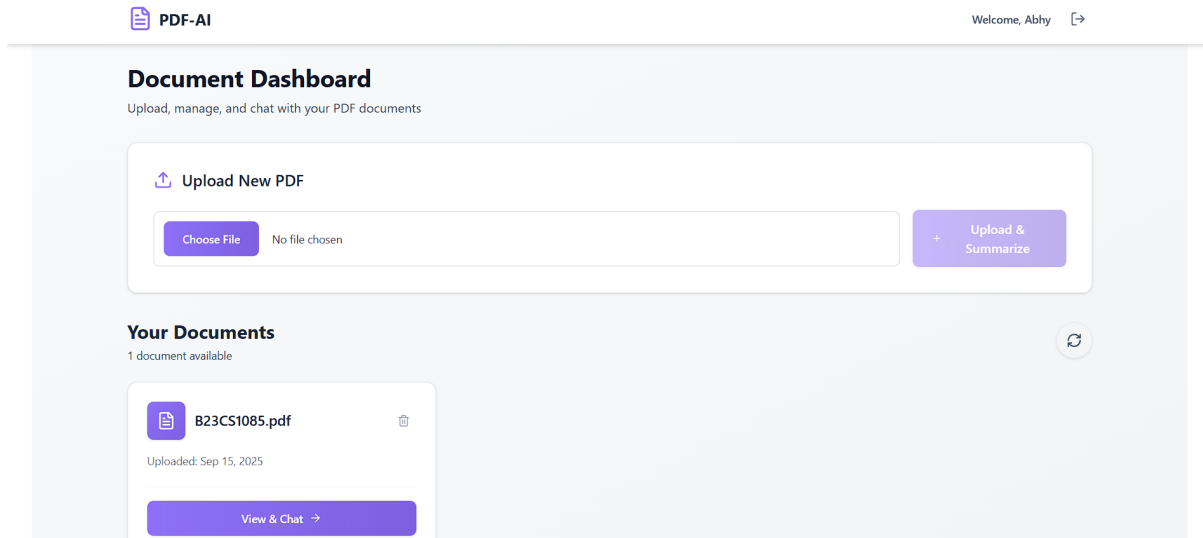 PDF-AI
Welcome, Abhy
Document Dashboard
Upload, manage, and chat with your PDF documents
Upload New PDF
Choose File
No file chosen
+ Upload &
Summarize
Your Documents
1 document available
B23CS1085.pdf
Uploaded: Sep 15, 2025
View & Chat →